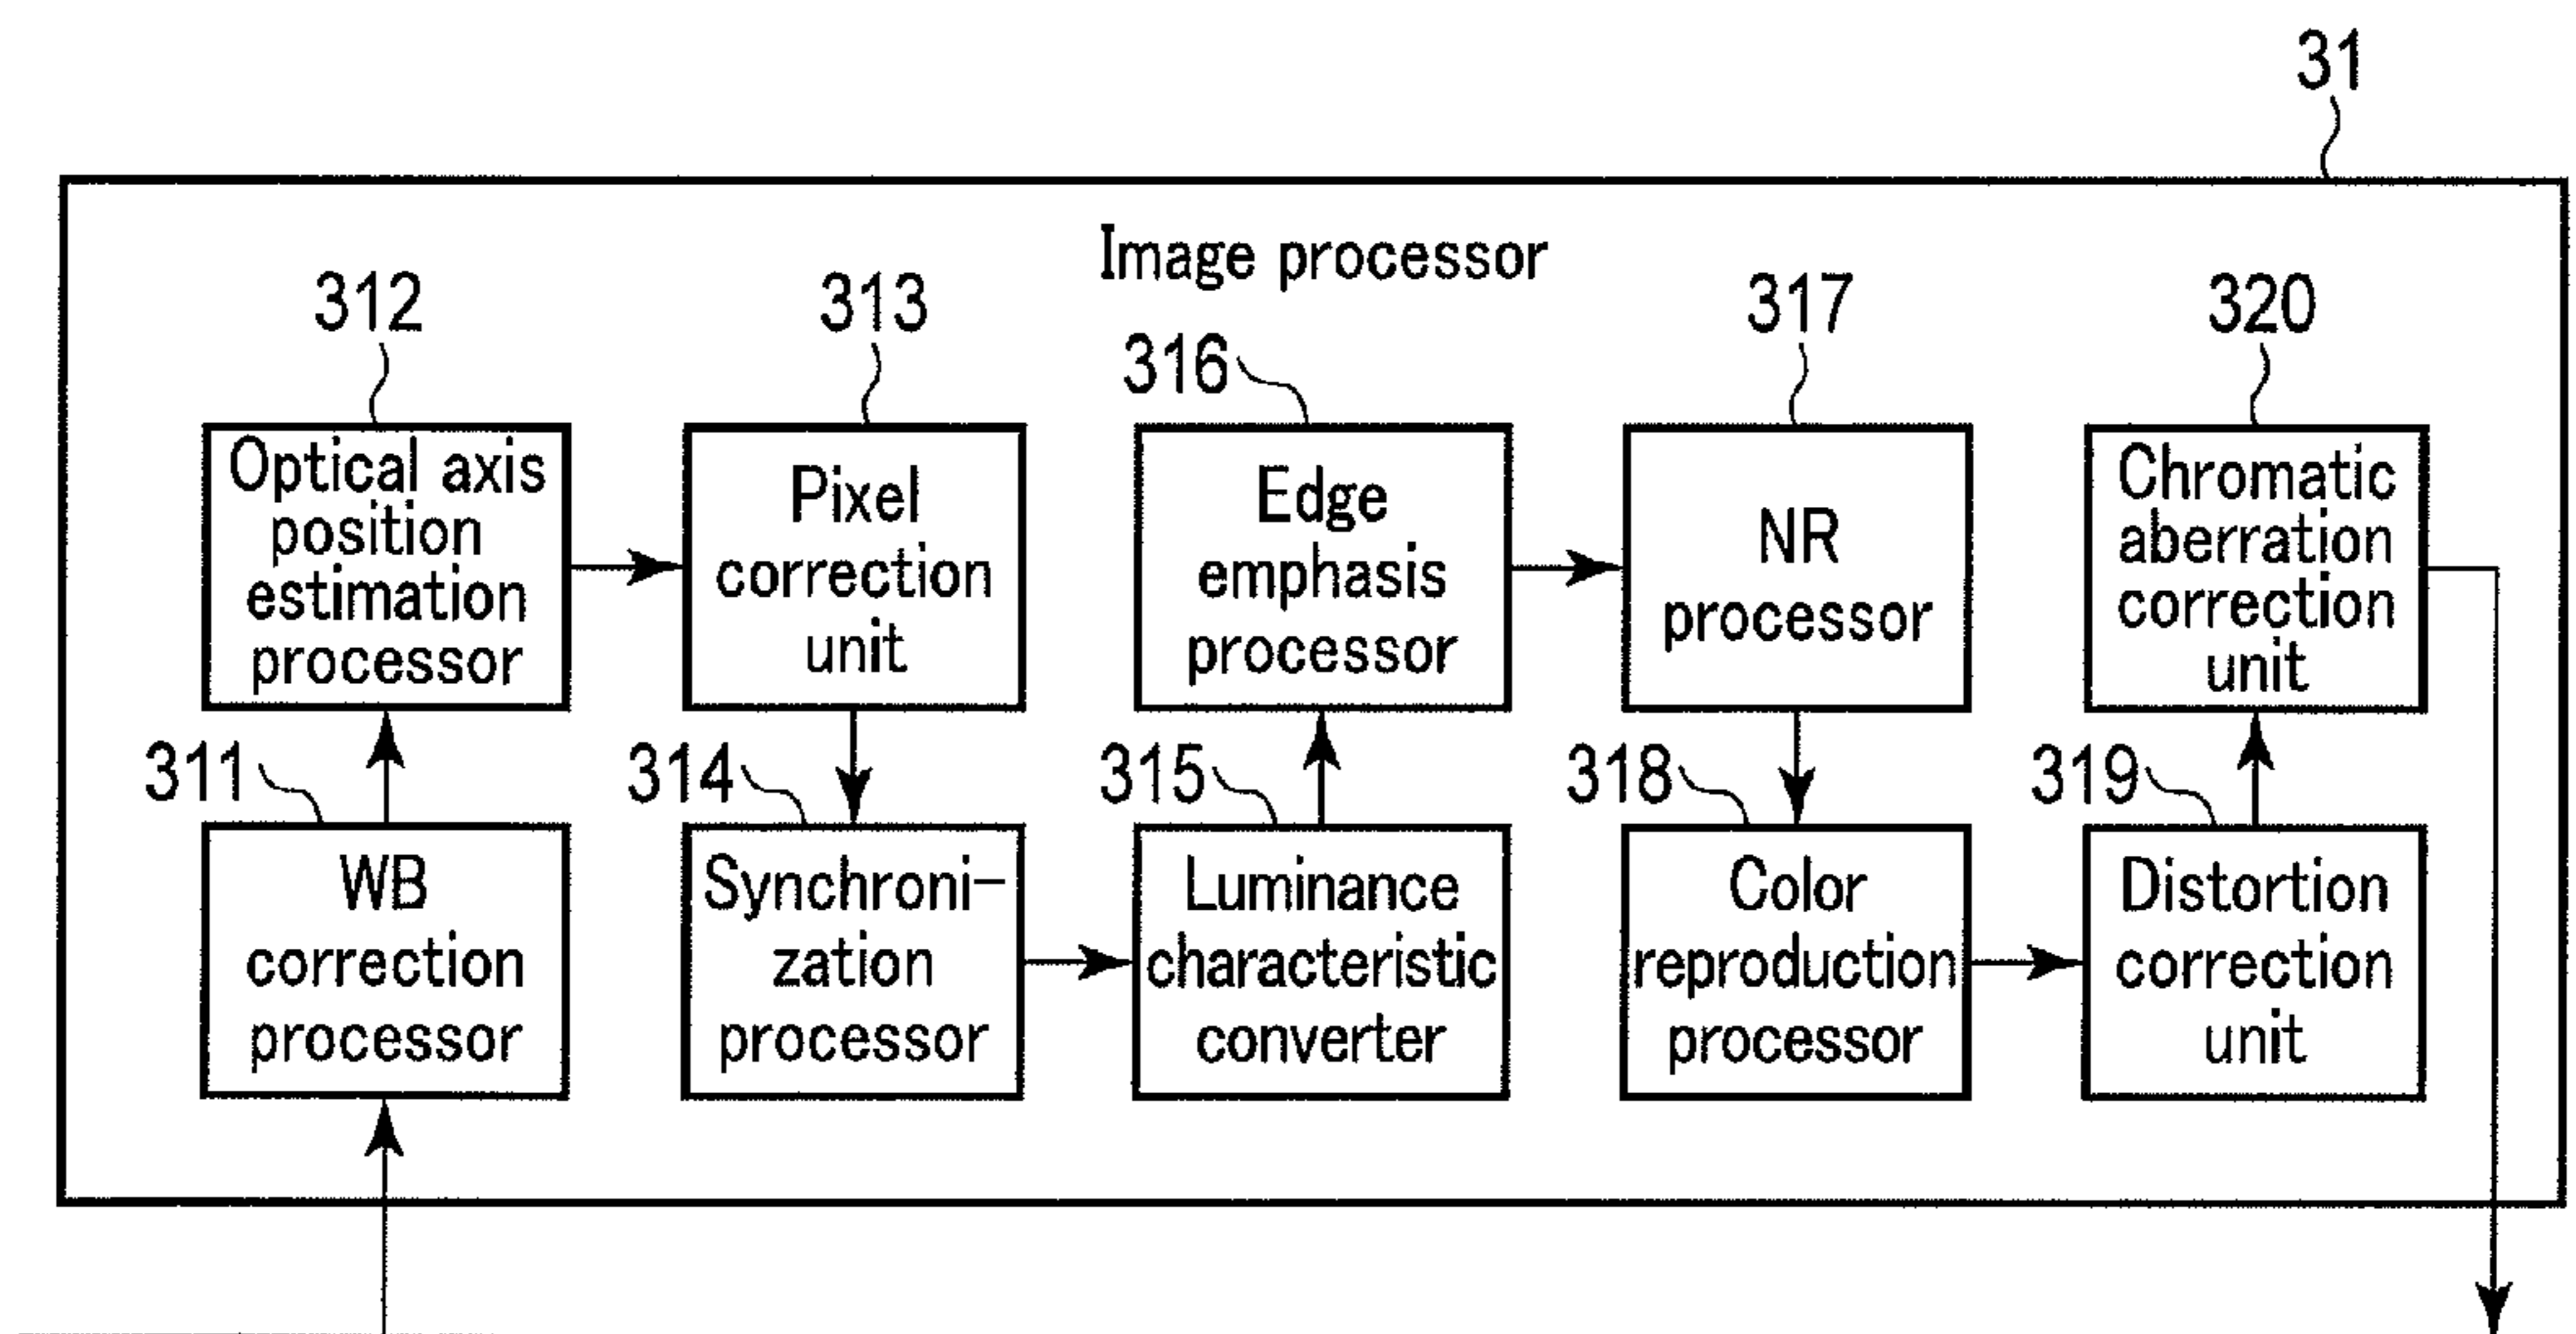 31
Image processor
312
313
316
317
320
Optical axis
position
estimation
processor
Pixel
correction
unit
Edge
emphasis
processor
NR
processor
Chromatic
aberration
correction
unit
311
314
315
318
319
WB
correction
processor
Synchroni-
zation
processor
Luminance
characteristic
converter
Color
reproduction
processor
Distortion
correction
unit